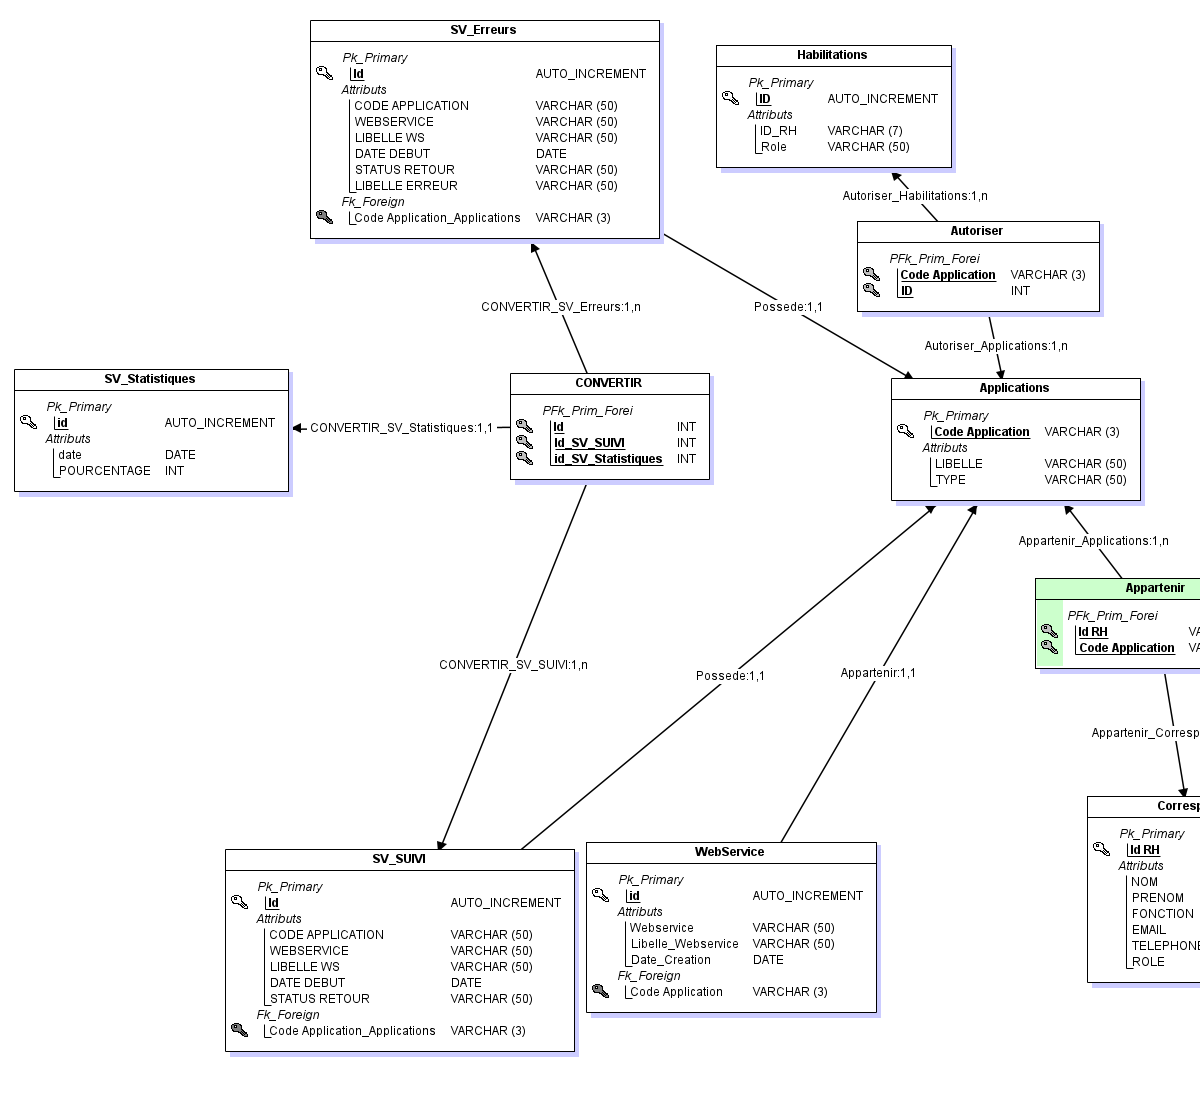 SV_Erreurs
Pk_Primary
Id AUTO_INCREMENT
Attributs
CODE APPLICATION VARCHAR (50)
WEBSERVICE VARCHAR (50)
LIBELLE WS VARCHAR (50)
DATE DEBUT DATE
STATUS RETOUR VARCHAR (50)
LIBELLE ERREUR VARCHAR (50)
Fk_Foreign
Code Application_Applications VARCHAR (3)
Habilitations
Pk_Primary
ID AUTO_INCREMENT
Attributs
ID_RH VARCHAR (7)
Role VARCHAR (50)
Autoriser_Habilitations:1,n
Autoriser
PFk_Prim_Forei
Code Application VARCHAR (3)
ID INT
CONVERTIR_SV_Erreurs:1,n
Possede:1,1
Autoriser_Applications:1,n
SV_Statistiques
Pk_Primary
id AUTO_INCREMENT
Attributs
date DATE
POURCENTAGE INT
CONVERTIR_SV_Statistiques:1,1
CONVERTIR
PFk_Prim_Forei
Id INT
Id_SV_SUIVI INT
id_SV_Statistiques INT
Applications
Pk_Primary
Code Application VARCHAR (3)
Attributs
LIBELLE VARCHAR (50)
TYPE VARCHAR (50)
Appartenir_Applications:1,n
Appartenir
PFk_Prim_Forei
Id RH VA
Code Application VA
CONVERTIR_SV_SUIVI:1,n
Possede:1,1
Appartenir:1,1
Appartenir_Corresp
SV_SUIVI
Pk_Primary
Id AUTO_INCREMENT
Attributs
CODE APPLICATION VARCHAR (50)
WEBSERVICE VARCHAR (50)
LIBELLE WS VARCHAR (50)
DATE DEBUT DATE
STATUS RETOUR VARCHAR (50)
Fk_Foreign
Code Application_Applications VARCHAR (3)
WebService
Pk_Primary
id AUTO_INCREMENT
Attributs
Webservice VARCHAR (50)
Libelle_Webservice VARCHAR (50)
Date_Creation DATE
Fk_Foreign
Code Application VARCHAR (3)
Corresp
Pk_Primary
Id RH
Attributs
NOM
PRENOM
FONCTION
EMAIL
TELEPHONE
ROLE